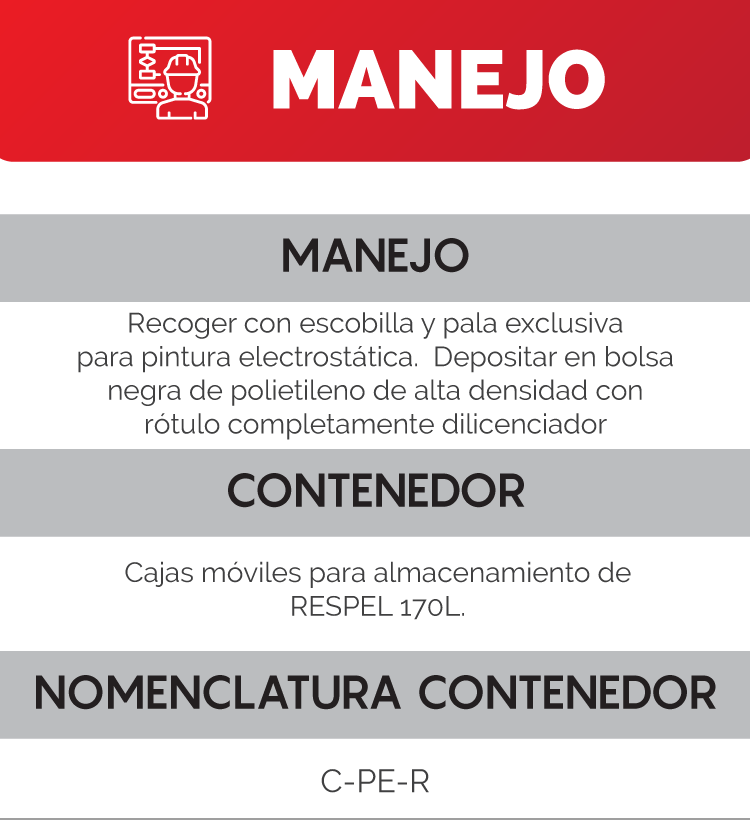 MANEJO
MANEJO
Recoger con escobilla y pala exclusiva
para pintura electrostática.  Depositar en bolsa
negra de polietileno de alta densidad con
rótulo completamente dilicenciador
CONTENEDOR
Cajas móviles para almacenamiento de
RESPEL 170L.
NOMENCLATURA CONTENEDOR
C-PE-R